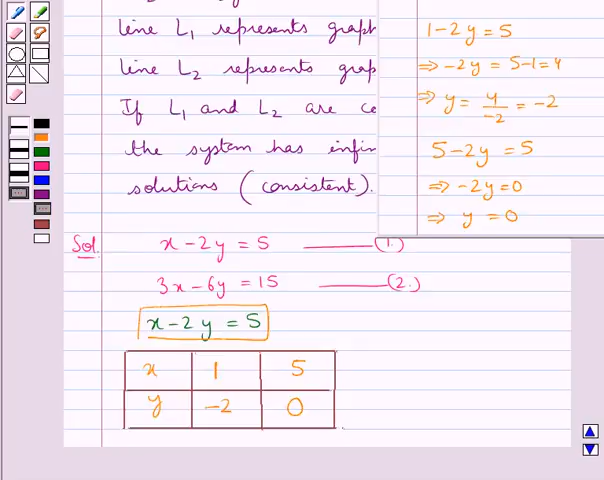 line L₁ represents graph
line L₂ represents grap
If L₁ and L₂ are co
the system has infin
solutions (consistent).
1-2y = 5
⇒ -2y = 5-1=4
⇒ y = 4/-2 = -2
5-2y = 5
⇒ -2y=0
⇒ y = 0
Sol. x-2y = 5 ——— (1.)
3x-6y = 15 ——— (2.)
x-2y = 5
x 1 5
y -2 0